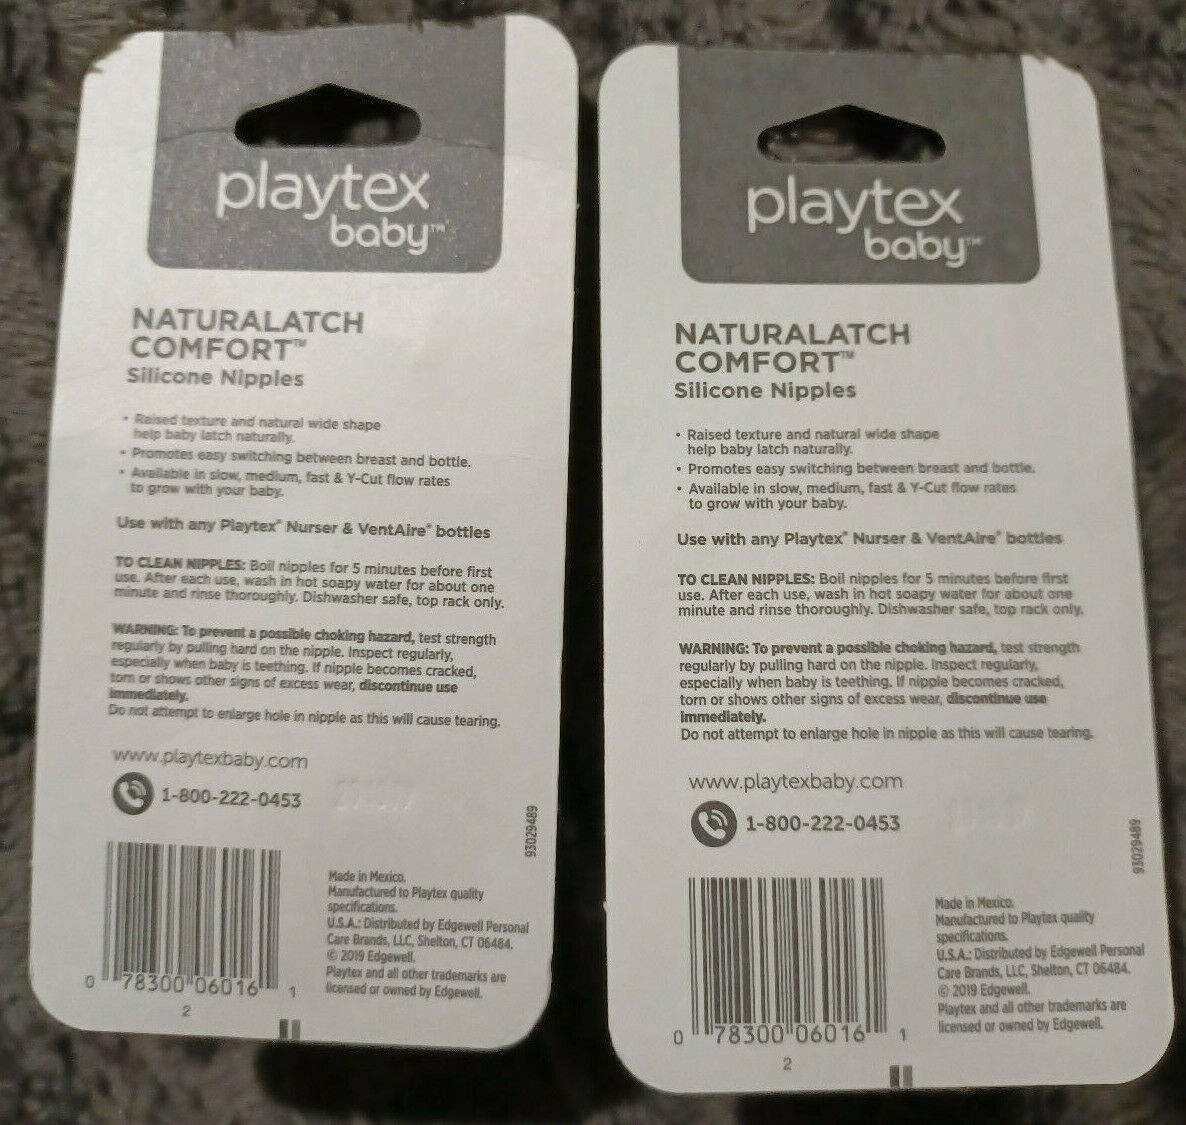 playtex
baby™
NATURALATCH
COMFORT™
Silicone Nipples
• Raised texture and natural wide shape
help baby latch naturally.
• Promotes easy switching between breast and bottle.
• Available in slow, medium, fast & Y-Cut flow rates
to grow with your baby.
Use with any Playtex® Nurser & VentAire® bottles
TO CLEAN NIPPLES: Boil nipples for 5 minutes before first
use. After each use, wash in hot soapy water for about one
minute and rinse thoroughly. Dishwasher safe, top rack only.
WARNING: To prevent a possible choking hazard, test strength
regularly by pulling hard on the nipple. Inspect regularly,
especially when baby is teething. If nipple becomes cracked,
torn or shows other signs of excess wear, discontinue use
immediately.
Do not attempt to enlarge hole in nipple as this will cause tearing.
www.playtexbaby.com
1-800-222-0453
93029489
Made in Mexico.
Manufactured to Playtex quality
specifications.
U.S.A.: Distributed by Edgewell Personal
Care Brands, LLC, Shelton, CT 06484.
© 2019 Edgewell.
Playtex and all other trademarks are
licensed or owned by Edgewell.
0 78300 06016 1
2
playtex
baby™
NATURALATCH
COMFORT™
Silicone Nipples
• Raised texture and natural wide shape
help baby latch naturally.
• Promotes easy switching between breast and bottle.
• Available in slow, medium, fast & Y-Cut flow rates
to grow with your baby.
Use with any Playtex® Nurser & VentAire® bottles
TO CLEAN NIPPLES: Boil nipples for 5 minutes before first
use. After each use, wash in hot soapy water for about one
minute and rinse thoroughly. Dishwasher safe, top rack only.
WARNING: To prevent a possible choking hazard, test strength
regularly by pulling hard on the nipple. Inspect regularly,
especially when baby is teething. If nipple becomes cracked,
torn or shows other signs of excess wear, discontinue use
immediately.
Do not attempt to enlarge hole in nipple as this will cause tearing.
www.playtexbaby.com
1-800-222-0453
93029489
Made in Mexico.
Manufactured to Playtex quality
specifications.
U.S.A.: Distributed by Edgewell Personal
Care Brands, LLC, Shelton, CT 06484.
© 2019 Edgewell.
Playtex and all other trademarks are
licensed or owned by Edgewell.
0 78300 06016 1
2